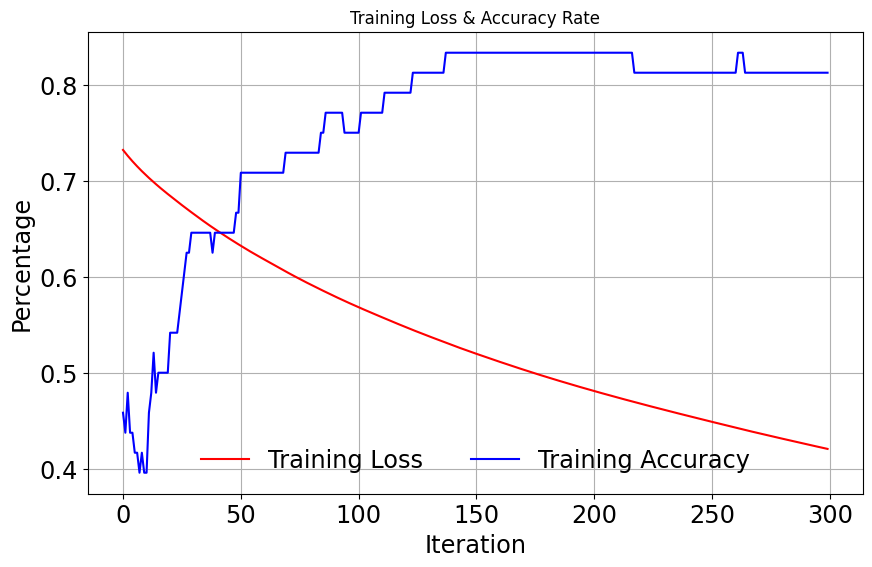 Training Loss & Accuracy Rate
Percentage
0.8
0.7
0.6
0.5
0.4
Training Loss Training Accuracy
0 50 100 150 200 250 300
Iteration